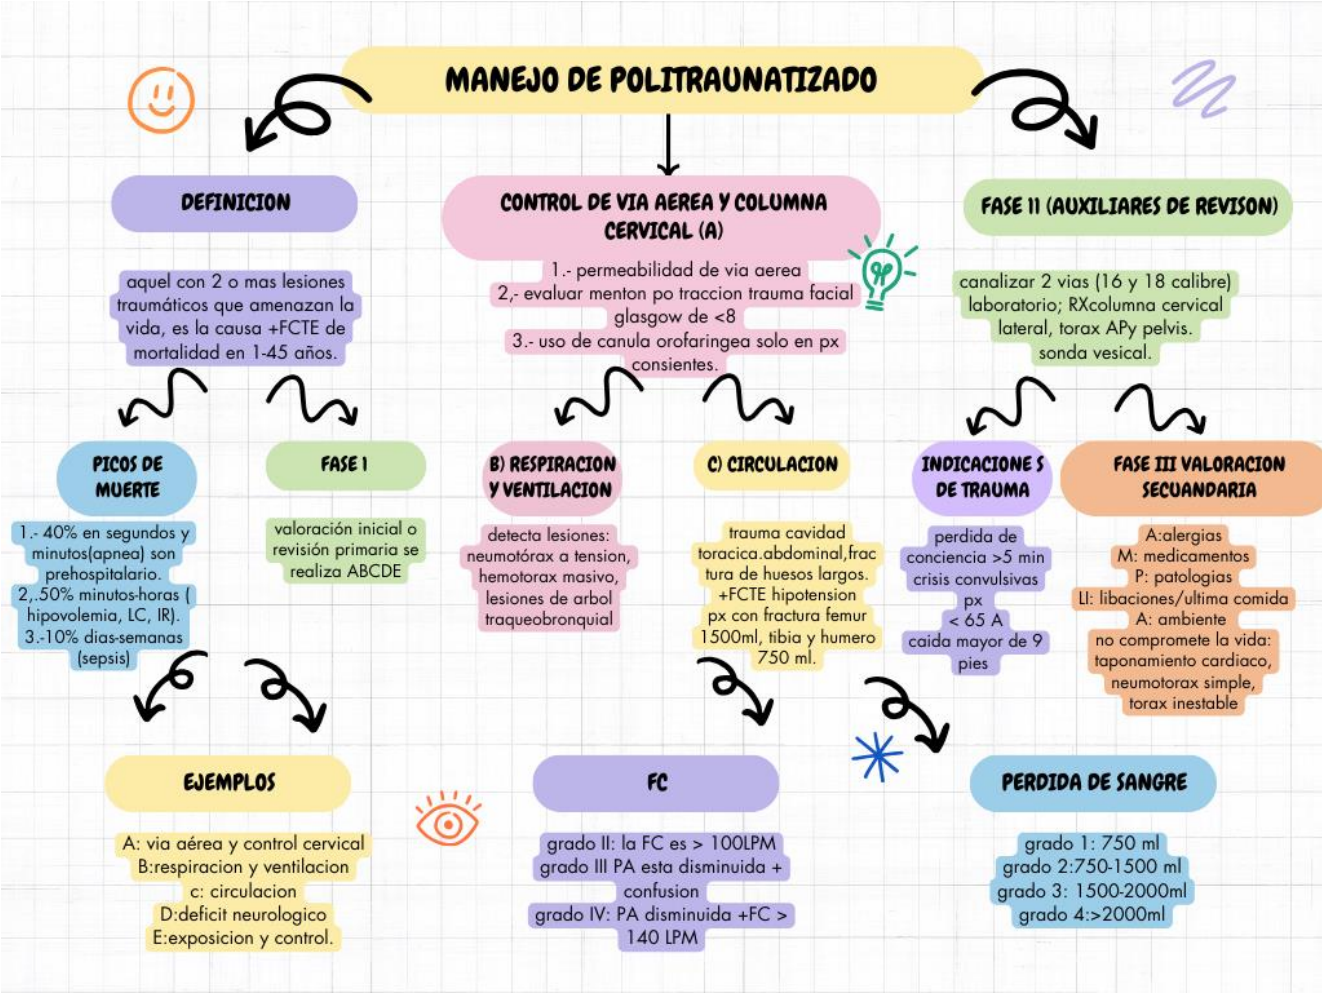 MANEJO DE POLITRAUNATIZADO
DEFINICION
aquel con 2 o mas lesiones
traumáticos que amenazan la
vida, es la causa +FCTE de
mortalidad en 1-45 años.
CONTROL DE VIA AEREA Y COLUMNA
CERVICAL (A)
1.- permeabilidad de via aerea
2,- evaluar menton po traccion trauma facial
glasgow de <8
3.- uso de canula orofaringea solo en px
consientes.
FASE II (AUXILIARES DE REVISON)
canalizar 2 vias (16 y 18 calibre)
laboratorio; RXcolumna cervical
lateral, torax APy pelvis.
sonda vesical.
PICOS DE
MUERTE
1.- 40% en segundos y
minutos(apnea) son
prehospitalario.
2,.50% minutos-horas (
hipovolemia, LC, IR).
3.-10% dias-semanas
(sepsis)
FASE I
valoración inicial o
revisión primaria se
realiza ABCDE
B) RESPIRACION
Y VENTILACION
detecta lesiones:
neumotórax a tension,
hemotorax masivo,
lesiones de arbol
traqueobronquial
C) CIRCULACION
trauma cavidad
toracica.abdominal,frac
tura de huesos largos.
+FCTE hipotension
px con fractura femur
1500ml, tibia y humero
750 ml.
INDICACIONE S
DE TRAUMA
perdida de
conciencia >5 min
crisis convulsivas
px
< 65 A
caida mayor de 9
pies
FASE III VALORACION
SECUANDARIA
A:alergias
M: medicamentos
P: patologias
LI: libaciones/ultima comida
A: ambiente
no compromete la vida:
taponamiento cardiaco,
neumotorax simple,
torax inestable
EJEMPLOS
A: via aérea y control cervical
B:respiracion y ventilacion
c: circulacion
D:deficit neurologico
E:exposicion y control.
FC
grado II: la FC es > 100LPM
grado III PA esta disminuida +
confusion
grado IV: PA disminuida +FC >
140 LPM
PERDIDA DE SANGRE
grado 1: 750 ml
grado 2:750-1500 ml
grado 3: 1500-2000ml
grado 4:>2000ml